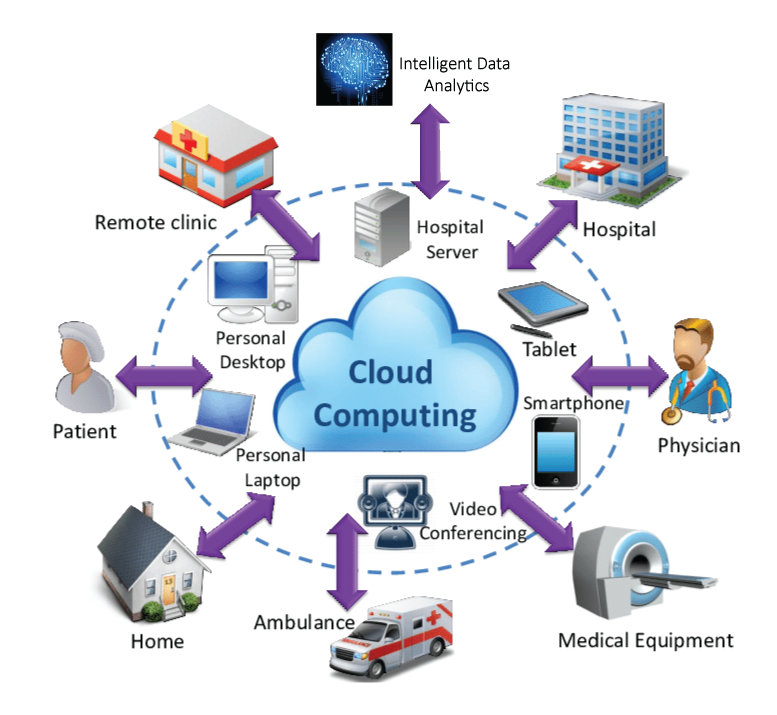 Intelligent Data
Analytics
Remote clinic
Hospital
Server
Hospital
Personal
Desktop
Tablet
Cloud
Computing
Patient
Smartphone
Physician
Personal
Laptop
Video
Conferencing
Home
Ambulance
Medical Equipment